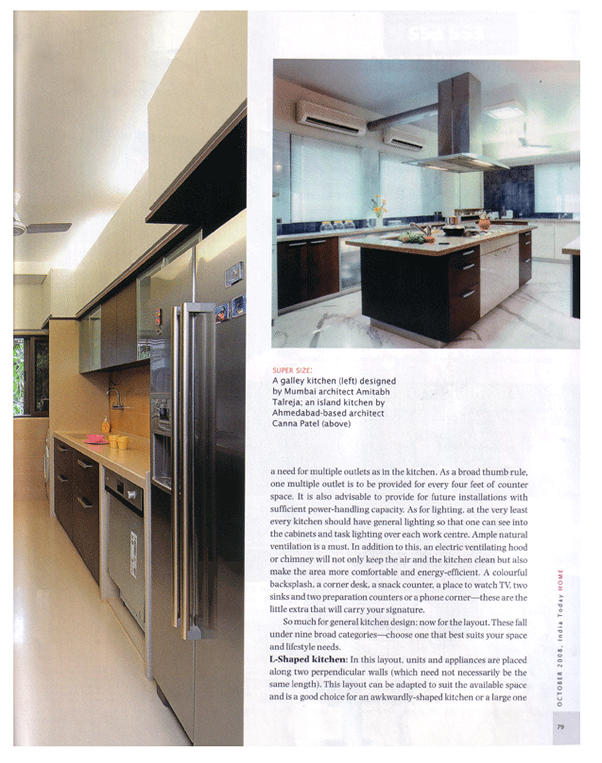 SUPER SIZE:
A galley kitchen (left) designed
by Mumbai architect Amitabh
Talreja; an island kitchen by
Ahmedabad-based architect
Canna Patel (above)
a need for multiple outlets as in the kitchen. As a broad thumb rule,
one multiple outlet is to be provided for every four feet of counter
space. It is also advisable to provide for future installations with
sufficient power-handling capacity. As for lighting, at the very least
every kitchen should have general lighting so that one can see into
the cabinets and task lighting over each work centre. Ample natural
ventilation is a must. In addition to this, an electric ventilating hood
or chimney will not only keep the air and the kitchen clean but also
make the area more comfortable and energy-efficient. A colourful
backsplash, a corner desk, a snack counter, a place to watch TV, two
sinks and two preparation counters or a phone corner—these are the
little extra that will carry your signature.
So much for general kitchen design; now for the layout. These fall
under nine broad categories—choose one that best suits your space
and lifestyle needs.
L-Shaped kitchen: In this layout, units and appliances are placed
along two perpendicular walls (which need not necessarily be the
same length). This layout can be adapted to suit the available space
and is a good choice for an awkwardly-shaped kitchen or a large one
OCTOBER 2008, India Today HOME
79